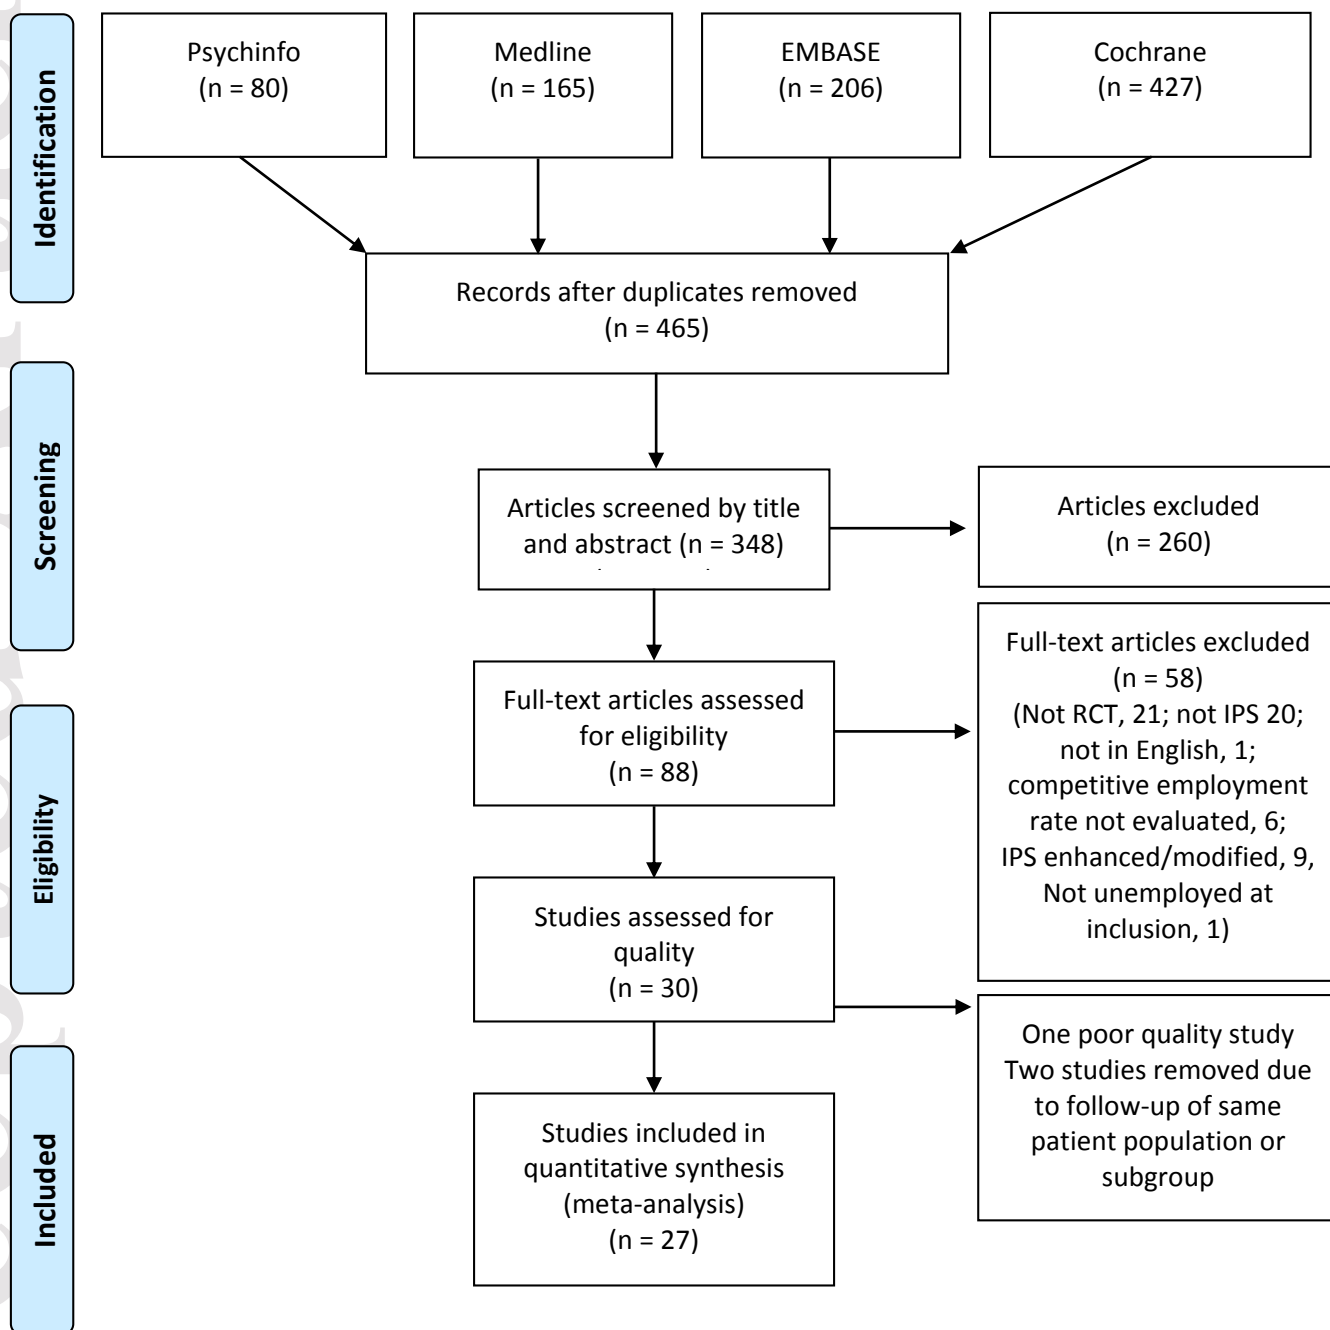 Identification
Psychinfo
(n = 80)
Medline
(n = 165)
EMBASE
(n = 206)
Cochrane
(n = 427)
Records after duplicates removed
(n = 465)
Screening
Articles screened by title
and abstract (n = 348)
Articles excluded
(n = 260)
Eligibility
Full-text articles assessed
for eligibility
(n = 88)
Full-text articles excluded
(n = 58)
(Not RCT, 21; not IPS 20;
not in English, 1;
competitive employment
rate not evaluated, 6;
IPS enhanced/modified, 9,
Not unemployed at
inclusion, 1)
Studies assessed for
quality
(n = 30)
One poor quality study
Two studies removed due
to follow-up of same
patient population or
subgroup
Included
Studies included in
quantitative synthesis
(meta-analysis)
(n = 27)